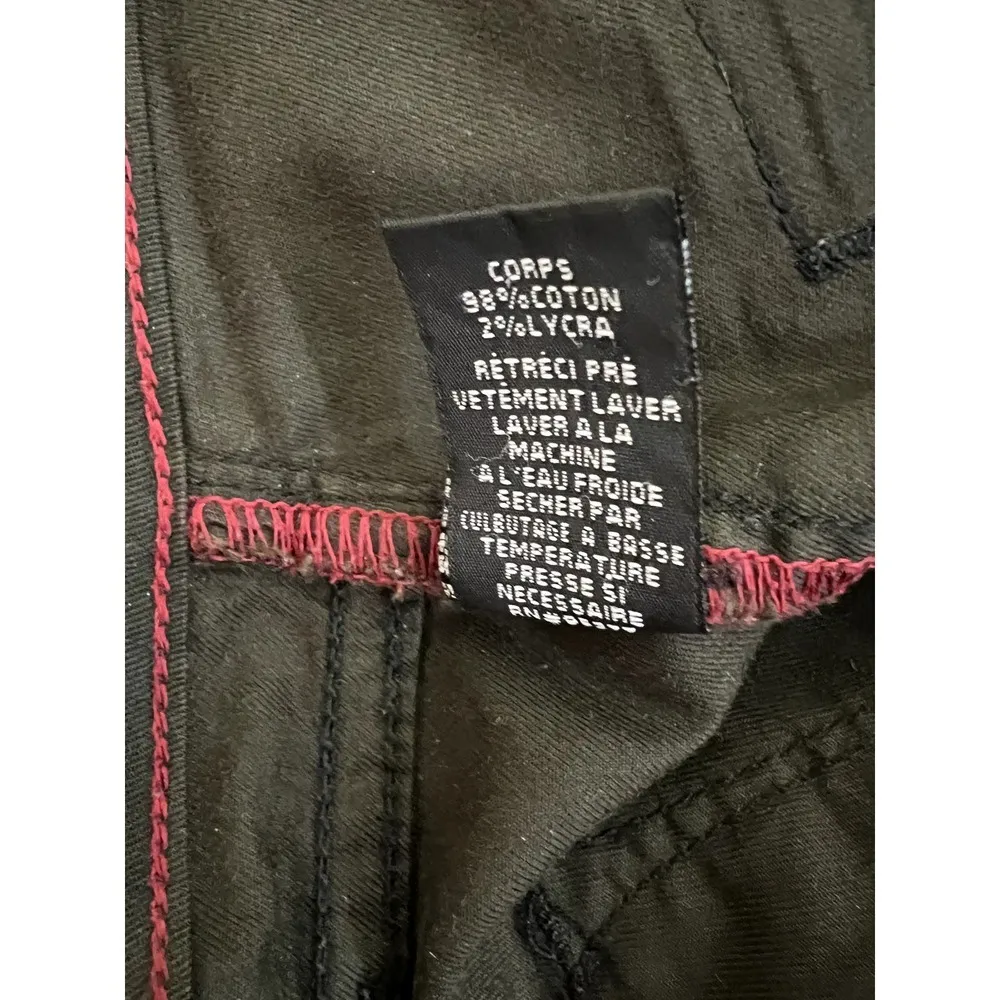 CORPS
98%COTON
2%LYCRA
RÉTRÉCI PRÉ
VETÉMENT LAVER
LAVER A LA
MACHINE
A L'EAU FROIDE
SECHER PAR
CULBUTAGE A BASSE
TEMPERATURE
PRESSE SI
NECESSAIRE